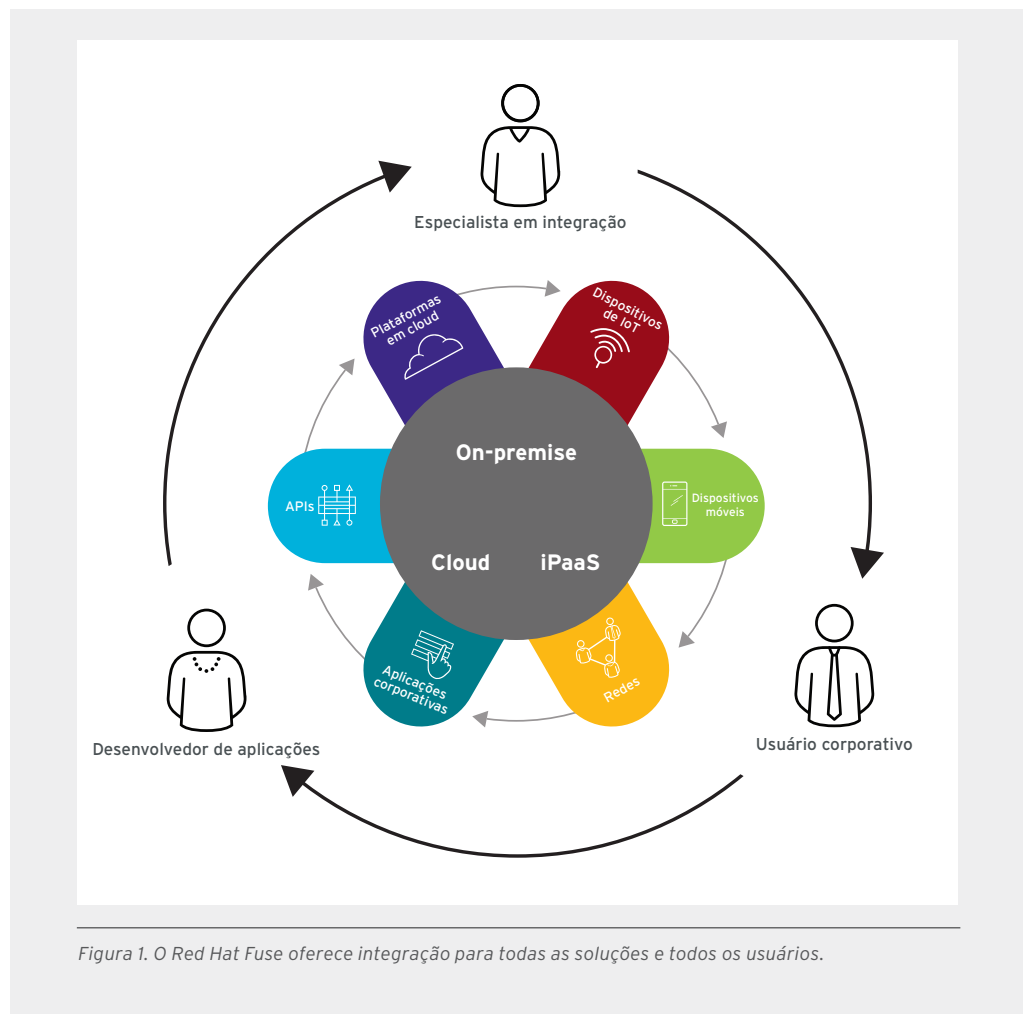 Especialista em integração
Plataformas
em cloud
Dispositivos
de IoT
On-premise
APIs
Dispositivos
móveis
Cloud
iPaaS
Aplicações
corporativas
Redes
Desenvolvedor de aplicações
Usuário corporativo
Figura 1. O Red Hat Fuse oferece integração para todas as soluções e todos os usuários.